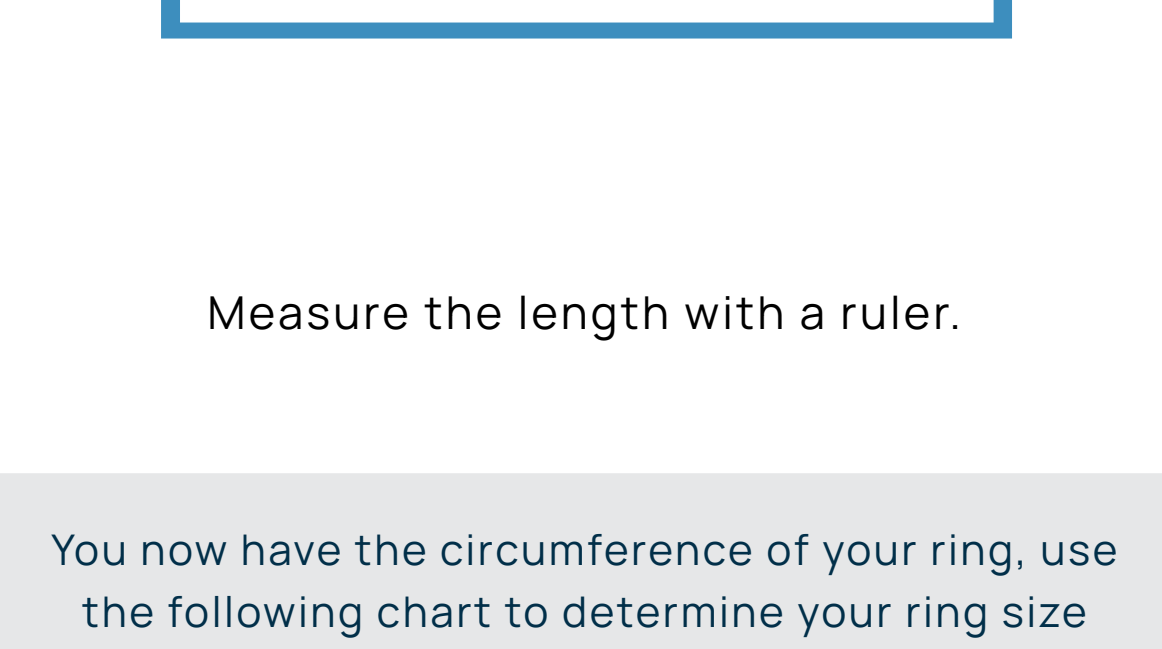 Measure the length with a ruler.
You now have the circumference of your ring, use
the following chart to determine your ring size